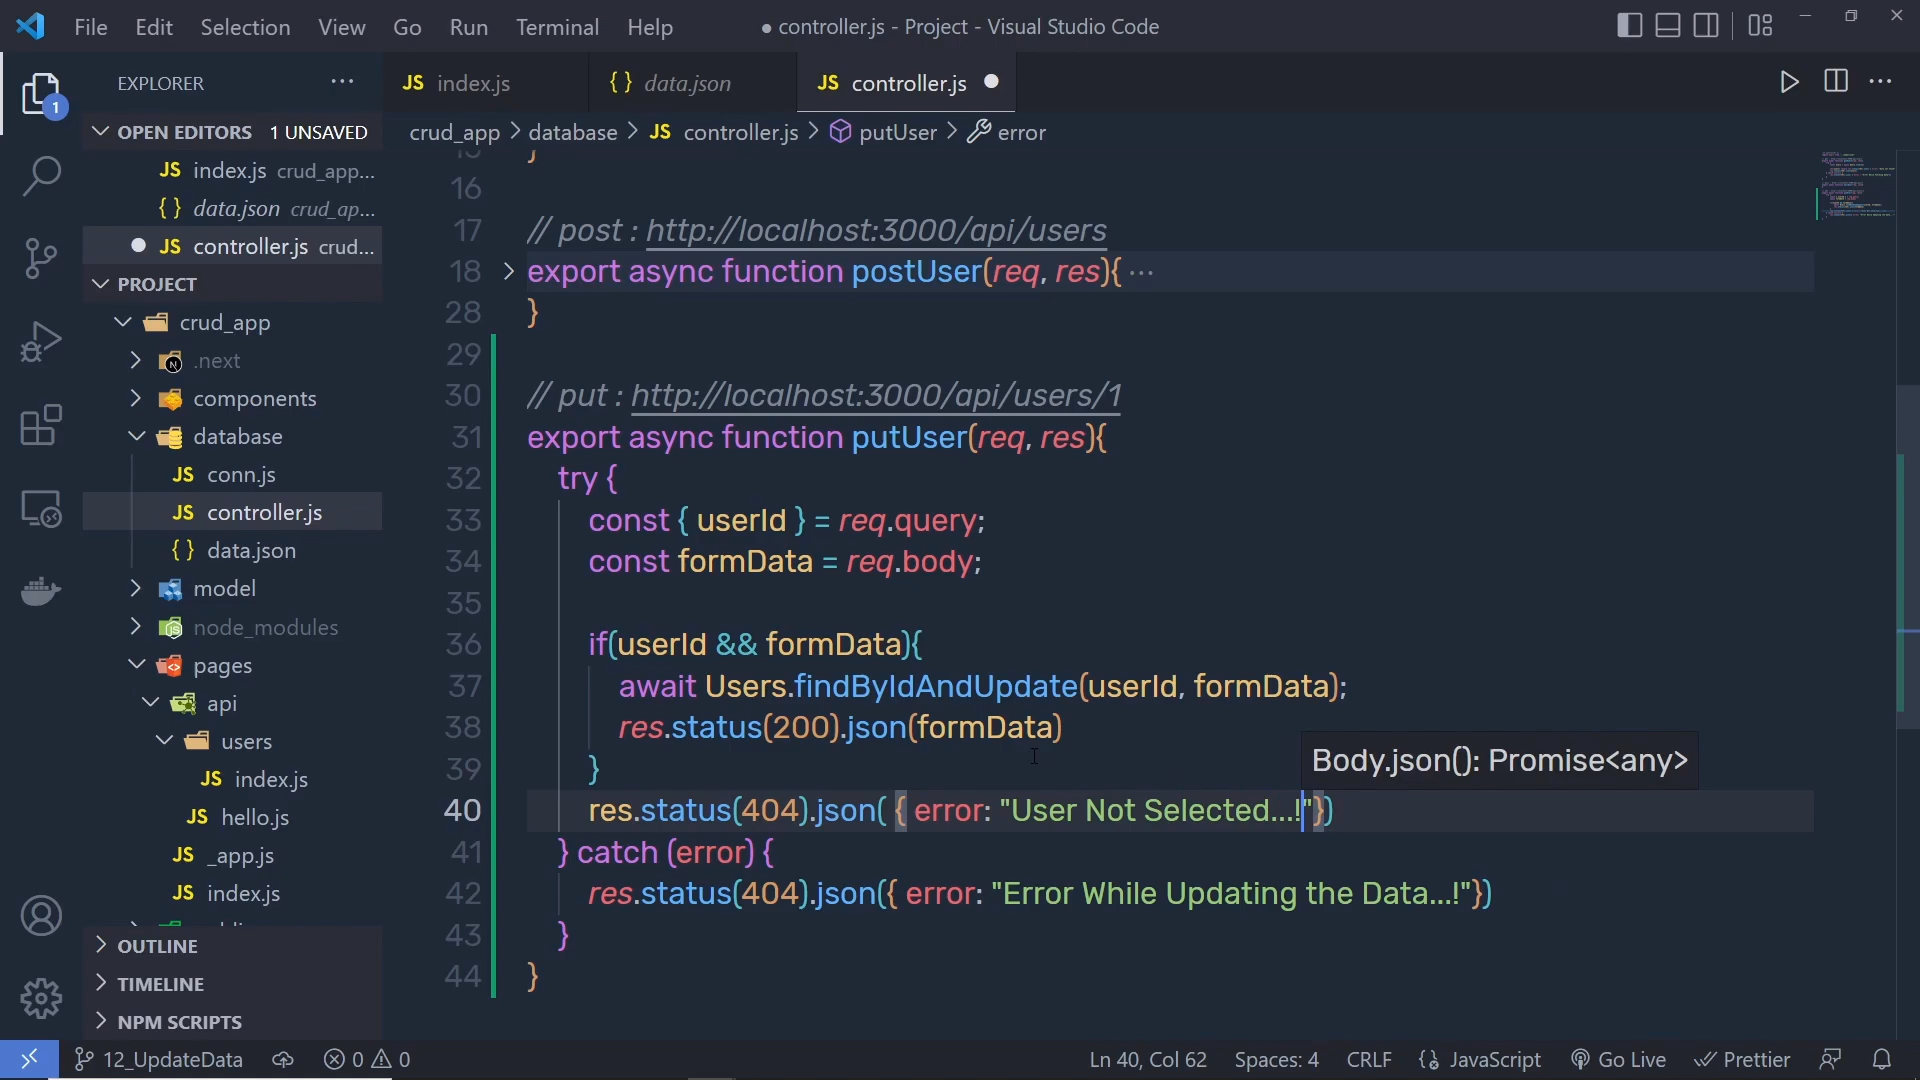 File Edit Selection View Go Run Terminal Help
● controller.js - Project - Visual Studio Code
1
EXPLORER ...
OPEN EDITORS 1 UNSAVED
JS index.js crud_app...
{ } data.json crud_ap...
● JS controller.js crud...
PROJECT
crud_app
.next
components
database
JS conn.js
JS controller.js
{ } data.json
model
node_modules
pages
api
users
JS index.js
JS hello.js
JS _app.js
JS index.js
OUTLINE
TIMELINE
NPM SCRIPTS
JS index.js
{ } data.json
JS controller.js ●
crud_app > database > JS controller.js > putUser > error
}
16
17 // post : http://localhost:3000/api/users
18 export async function postUser(req, res){ ...
28 }
29
30 // put : http://localhost:3000/api/users/1
31 export async function putUser(req, res){
32 try {
33 const { userId } = req.query;
34 const formData = req.body;
35
36 if(userId && formData){
37 await Users.findByIdAndUpdate(userId, formData);
38 res.status(200).json(formData)
39 }
Body.json(): Promise<any>
40 res.status(404).json( { error: "User Not Selected...!"})
41 } catch (error) {
42 res.status(404).json({ error: "Error While Updating the Data...!"})
43 }
44 }
12_UpdateData 0 0
Ln 40, Col 62 Spaces: 4 CRLF { } JavaScript Go Live Prettier